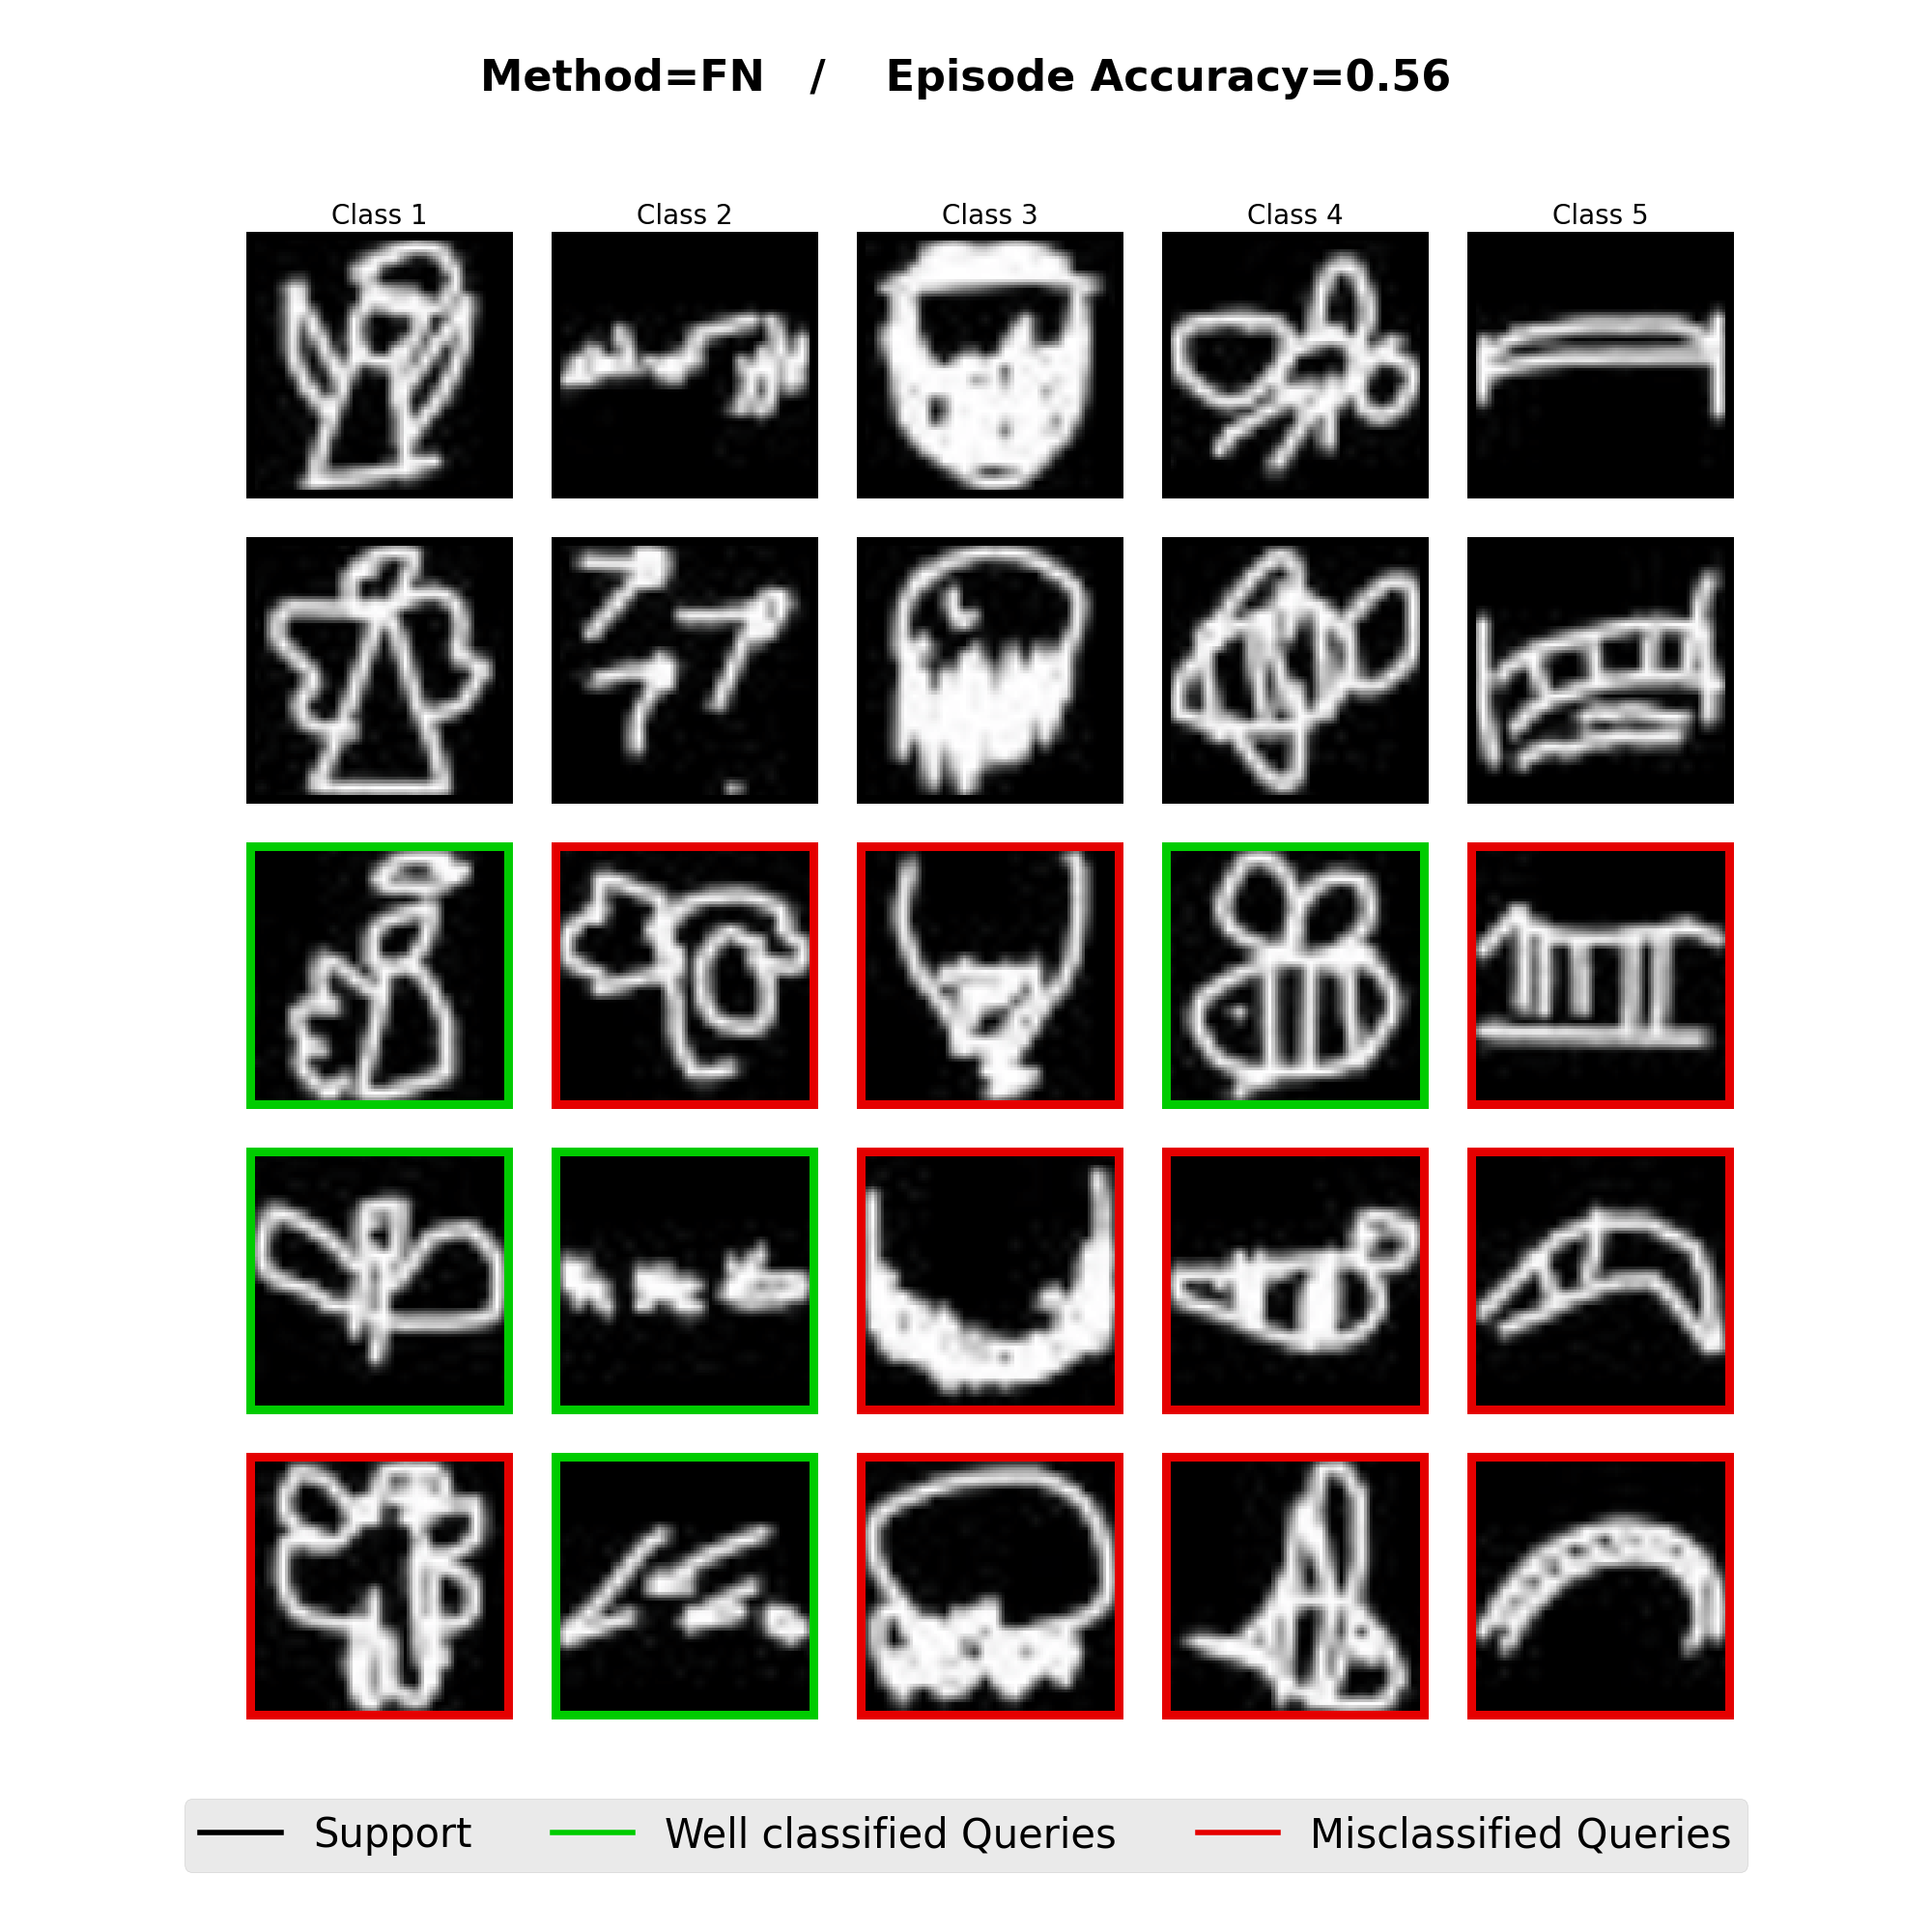 Method=FN / Episode Accuracy=0.56
Class 1 Class 2 Class 3 Class 4 Class 5
Support Well classified Queries Misclassified Queries